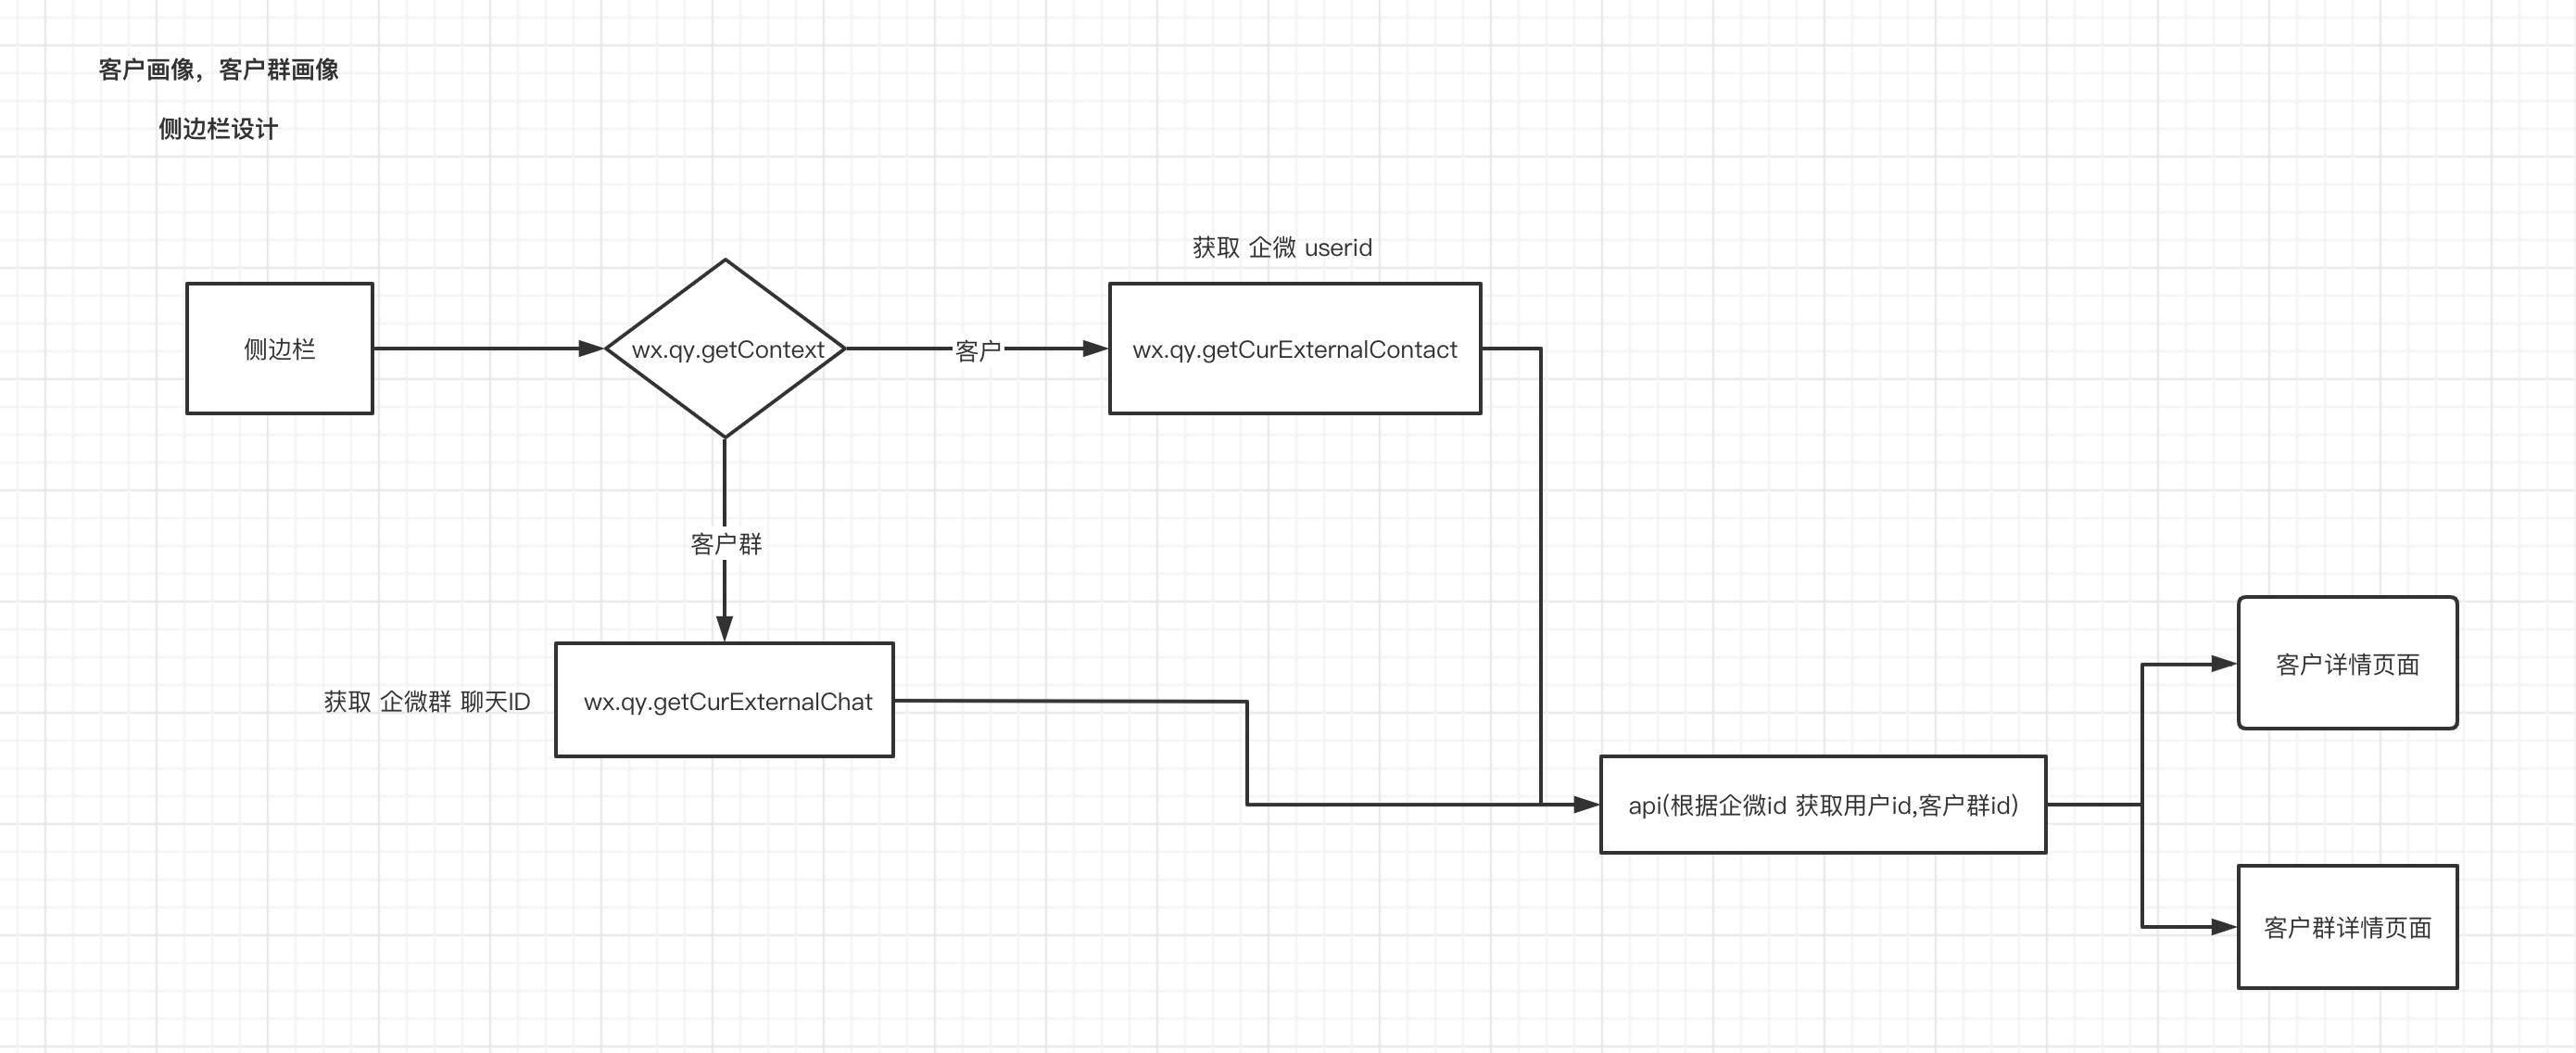 客户画像，客户群画像
侧边栏设计
获取 企微 userid
侧边栏
wx.qy.getContext
客户
wx.qy.getCurExternalContact
客户群
获取 企微群 聊天ID
wx.qy.getCurExternalChat
客户详情页面
api(根据企微id 获取用户id,客户群id)
客户群详情页面